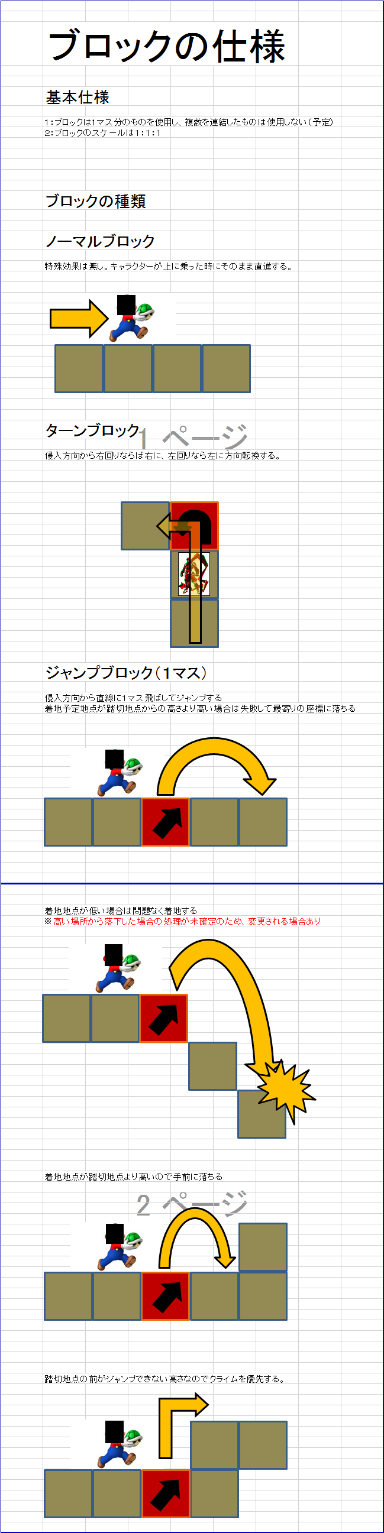 ブロックの仕様
基本仕様
1:ブロックは1マス分のものを使用し、複数を連結したものは使用しない(予定)
2:ブロックのスケールは1:1:1
ブロックの種類
ノーマルブロック
特殊効果は無し。キャラクターが上に乗った時にそのまま直進する。
ターンブロック
1 ページ
侵入方向から右回りならば右に、左回りなら左に方向転換する。
ジャンプブロック(1マス)
侵入方向から直線に1マス飛ばしてジャンプする
着地予定地点が踏切地点からの高さより高い場合は失敗して最寄りの座標に落ちる
着地地点が低い場合は問題なく着地する
※高い場所から落下した場合の処理が未確定のため、変更される場合あり
着地地点が踏切地点より高いので手前に落ちる
2 ページ
踏切地点の前がジャンプできない高さなのでクライムを優先する。